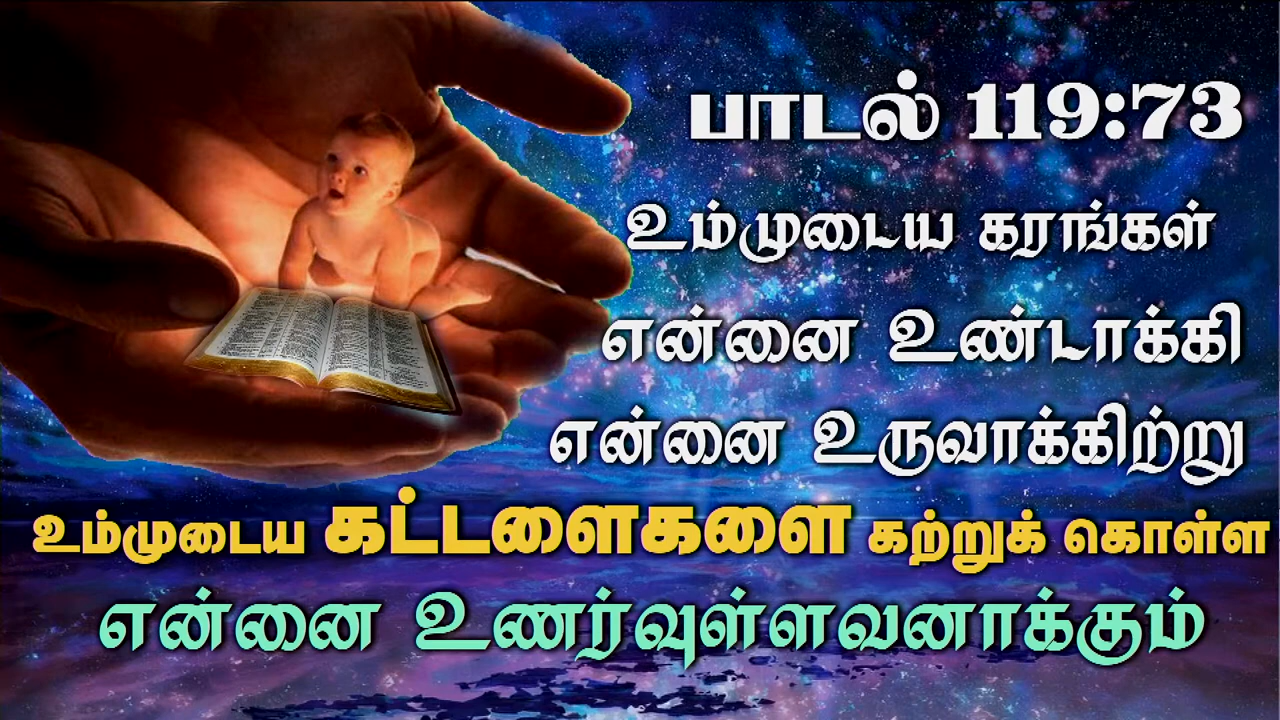 பாடல் 119:73
உம்முடைய கரங்கள்
என்னை உண்டாக்கி
என்னை உருவாக்கிற்று
உம்முடைய கட்டளைகளை கற்றுக் கொள்ள
என்னை உணர்வுள்ளவனாக்கும்